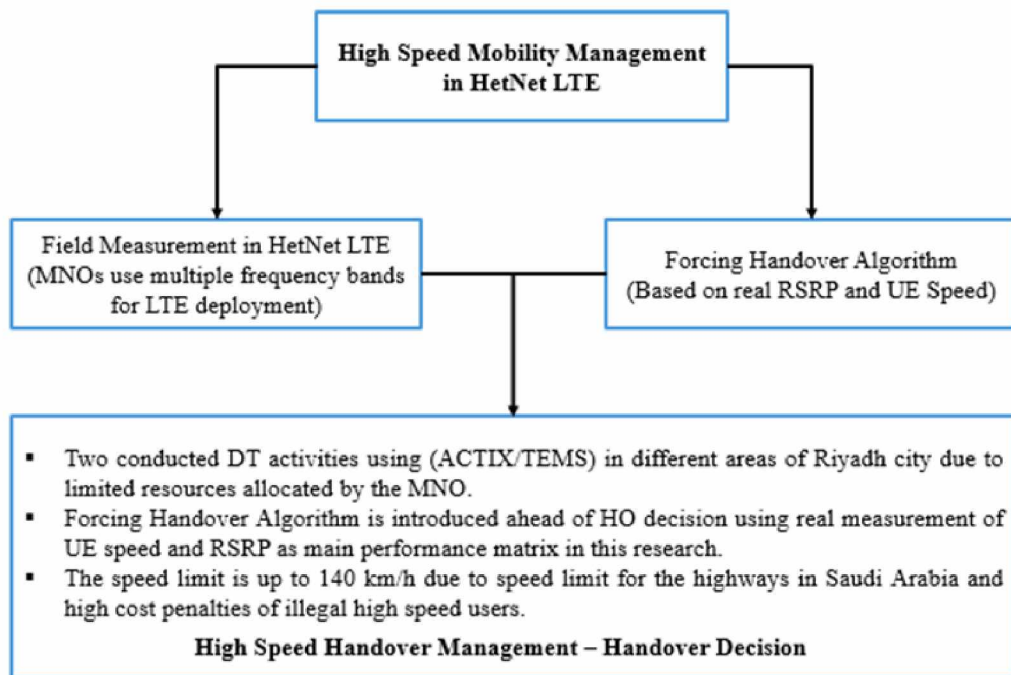 High Speed Mobility Management
in HetNet LTE
Field Measurement in HetNet LTE
(MNOs use multiple frequency bands
for LTE deployment)
Forcing Handover Algorithm
(Based on real RSRP and UE Speed)
▪ Two conducted DT activities using (ACTIX/TEMS) in different areas of Riyadh city due to
limited resources allocated by the MNO.
▪ Forcing Handover Algorithm is introduced ahead of HO decision using real measurement of
UE speed and RSRP as main performance matrix in this research.
▪ The speed limit is up to 140 km/h due to speed limit for the highways in Saudi Arabia and
high cost penalties of illegal high speed users.
High Speed Handover Management – Handover Decision